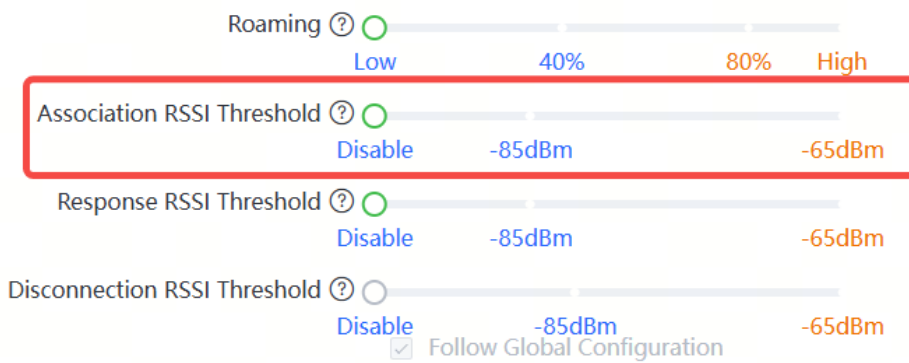 Roaming ?
Low 40% 80% High
Association RSSI Threshold ?
Disable -85dBm -65dBm
Response RSSI Threshold ?
Disable -85dBm -65dBm
Disconnection RSSI Threshold ?
Disable -85dBm -65dBm
Follow Global Configuration